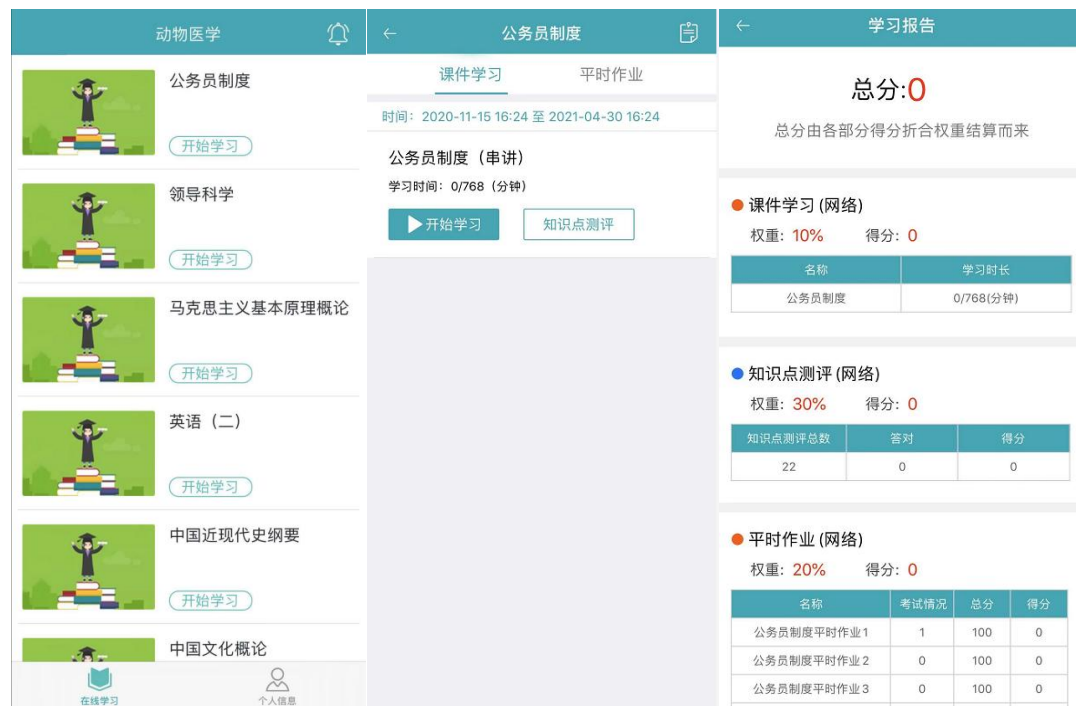 动物医学
公务员制度
开始学习
领导科学
开始学习
马克思主义基本原理概论
开始学习
英语（二）
开始学习
中国近现代史纲要
开始学习
中国文化概论
在线学习
个人信息
公务员制度
课件学习 平时作业
时间：2020-11-15 16:24 至 2021-04-30 16:24
公务员制度（串讲）
学习时间：0/768（分钟）
开始学习 知识点测评
学习报告
总分:0
总分由各部分得分折合权重结算而来
课件学习 (网络)
权重: 10% 得分: 0
名称 学习时长
公务员制度 0/768(分钟)
知识点测评 (网络)
权重: 30% 得分: 0
知识点测评总数 答对 得分
22 0 0
平时作业 (网络)
权重: 20% 得分: 0
名称 考试情况 总分 得分
公务员制度平时作业1 1 100 0
公务员制度平时作业2 0 100 0
公务员制度平时作业3 0 100 0